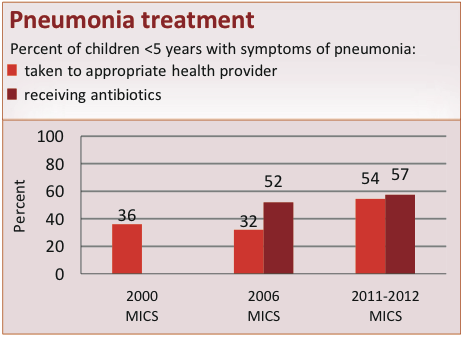 Pneumonia treatment
Percent of children <5 years with symptoms of pneumonia:
taken to appropriate health provider
receiving antibiotics
Percent
100
80
60
40
20
0
36
32
52
54
57
2000
MICS
2006
MICS
2011-2012
MICS